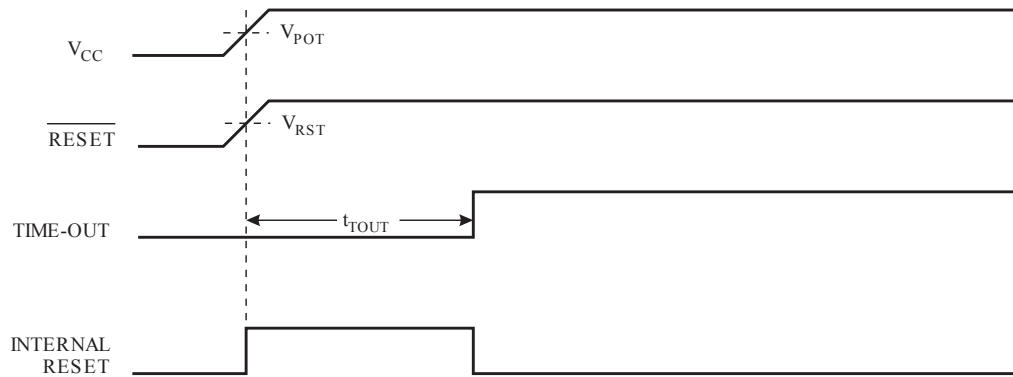 V_CC
V_POT
RESET
V_RST
TIME-OUT
t_TOUT
INTERNAL
RESET